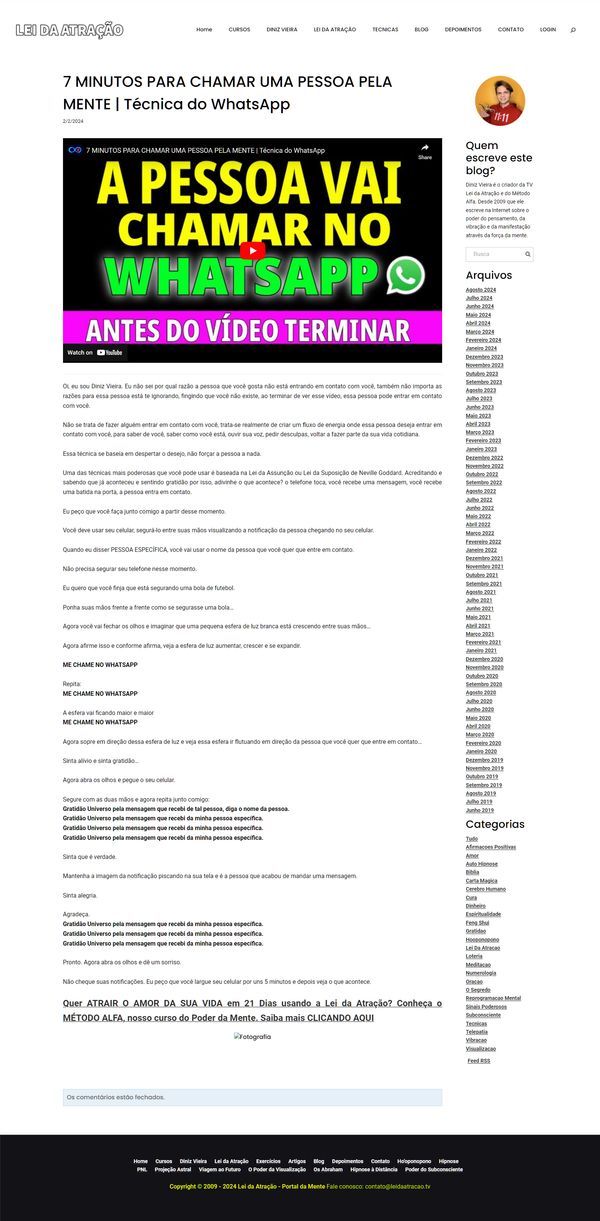 LEI DA ATRAÇÃO
Home CURSOS DINIZ VIEIRA LEI DA ATRAÇÃO TECNICAS BLOG DEPOIMENTOS CONTATO LOGIN
7 MINUTOS PARA CHAMAR UMA PESSOA PELA
MENTE | Técnica do WhatsApp
2/2/2024
7 MINUTOS PARA CHAMAR UMA PESSOA PELA MENTE | Técnica do WhatsApp
Share
A PESSOA VAI
CHAMAR NO
WHATSAPP
ANTES DO VÍDEO TERMINAR
Watch on YouTube
Oi, eu sou Diniz Vieira. Eu não sei por qual razão a pessoa que você gosta não está entrando em contato com você, também não importa as
razões para essa pessoa está te ignorando, fingindo que você não existe, ao terminar de ver esse vídeo, essa pessoa pode entrar em contato
com você.
Não se trata de fazer alguém entrar em contato com você, trata-se realmente de criar um fluxo de energia onde essa pessoa deseja entrar em
contato com você, para saber de você, saber como você está, ouvir sua voz, pedir desculpas, voltar a fazer parte da sua vida cotidiana.
Essa técnica se baseia em despertar o desejo, não forçar a pessoa a nada.
Uma das técnicas mais poderosas que você pode usar é baseada na Lei da Assunção ou Lei da Suposição de Neville Goddard. Acreditando e
sabendo que já aconteceu e sentindo gratidão por isso, adivinhe o que acontece? o telefone toca, você recebe uma mensagem, você recebe
uma batida na porta, a pessoa entra em contato.
Eu peço que você faça junto comigo a partir desse momento.
Você deve usar seu celular, segurá-lo entre suas mãos visualizando a notificação da pessoa chegando no seu celular.
Quando eu disser PESSOA ESPECÍFICA, você vai usar o nome da pessoa que você quer que entre em contato.
Não precisa segurar seu telefone nesse momento.
Eu quero que você finja que está segurando uma bola de futebol.
Ponha suas mãos frente a frente como se segurasse uma bola...
Agora você vai fechar os olhos e imaginar que uma pequena esfera de luz branca está crescendo entre suas mãos...
Agora afirme isso e conforme afirma, veja a esfera de luz aumentar, crescer e se expandir.
ME CHAME NO WHATSAPP
Repita:
ME CHAME NO WHATSAPP
A esfera vai ficando maior e maior
ME CHAME NO WHATSAPP
Agora sopre em direção dessa esfera de luz e veja essa esfera ir flutuando em direção da pessoa que você quer que entre em contato...
Sinta alívio e sinta gratidão...
Agora abra os olhos e pegue o seu celular.
Segure com as duas mãos e agora repita junto comigo:
Gratidão Universo pela mensagem que recebi de tal pessoa, diga o nome da pessoa.
Gratidão Universo pela mensagem que recebi da minha pessoa específica.
Gratidão Universo pela mensagem que recebi da minha pessoa específica.
Gratidão Universo pela mensagem que recebi da minha pessoa específica.
Sinta que é verdade.
Mantenha a imagem da notificação piscando na sua tela e é a pessoa que acabou de mandar uma mensagem.
Sinta alegria.
Agradeça.
Gratidão Universo pela mensagem que recebi da minha pessoa específica.
Gratidão Universo pela mensagem que recebi da minha pessoa específica.
Gratidão Universo pela mensagem que recebi da minha pessoa específica.
Pronto. Agora abra os olhos e dê um sorriso.
Não cheque suas notificações. Eu peço que você largue seu celular por uns 5 minutos e depois veja o que acontece.
Quer ATRAIR O AMOR DA SUA VIDA em 21 Dias usando a Lei da Atração? Conheça o
MÉTODO ALFA, nosso curso do Poder da Mente. Saiba mais CLICANDO AQUI
Fotografia
Os comentários estão fechados.
11:11
Quem
escreve este
blog?
Diniz Vieira é o criador da TV
Lei da Atração e do Método
Alfa. Desde 2009 que ele
escreve na Internet sobre o
poder do pensamento, da
vibração e da manifestação
através da força da mente.
Busca
Arquivos
Agosto 2024
Julho 2024
Junho 2024
Maio 2024
Abril 2024
Março 2024
Fevereiro 2024
Janeiro 2024
Dezembro 2023
Novembro 2023
Outubro 2023
Setembro 2023
Agosto 2023
Julho 2023
Junho 2023
Maio 2023
Abril 2023
Março 2023
Fevereiro 2023
Janeiro 2023
Dezembro 2022
Novembro 2022
Outubro 2022
Setembro 2022
Agosto 2022
Julho 2022
Junho 2022
Maio 2022
Abril 2022
Março 2022
Fevereiro 2022
Janeiro 2022
Dezembro 2021
Novembro 2021
Outubro 2021
Setembro 2021
Agosto 2021
Julho 2021
Junho 2021
Maio 2021
Abril 2021
Março 2021
Fevereiro 2021
Janeiro 2021
Dezembro 2020
Novembro 2020
Outubro 2020
Setembro 2020
Agosto 2020
Julho 2020
Junho 2020
Maio 2020
Abril 2020
Março 2020
Fevereiro 2020
Janeiro 2020
Dezembro 2019
Novembro 2019
Outubro 2019
Setembro 2019
Agosto 2019
Julho 2019
Junho 2019
Categorias
Tudo
Afirmacoes Positivas
Amor
Auto Hipnose
Bíblia
Carta Magica
Cerebro Humano
Cura
Dinheiro
Espiritualidade
Feng Shui
Gratidao
Hooponopono
Lei Da Atracao
Loteria
Meditacao
Numerologia
Oracao
O Segredo
Reprogramacao Mental
Sinais Poderosos
Subconsciente
Tecnicas
Telepatia
Vibracao
Visualizacao
Feed RSS
Home Cursos Diniz Vieira Lei da Atração Exercícios Artigos Blog Depoimentos Contato Ho'oponopono Hipnose
PNL Projeção Astral Viagem ao Futuro O Poder da Visualização Os Abraham Hipnose à Distância Poder do Subconsciente
Copyright © 2009 - 2024 Lei da Atração - Portal da Mente Fale conosco: contato@leidaatracao.tv